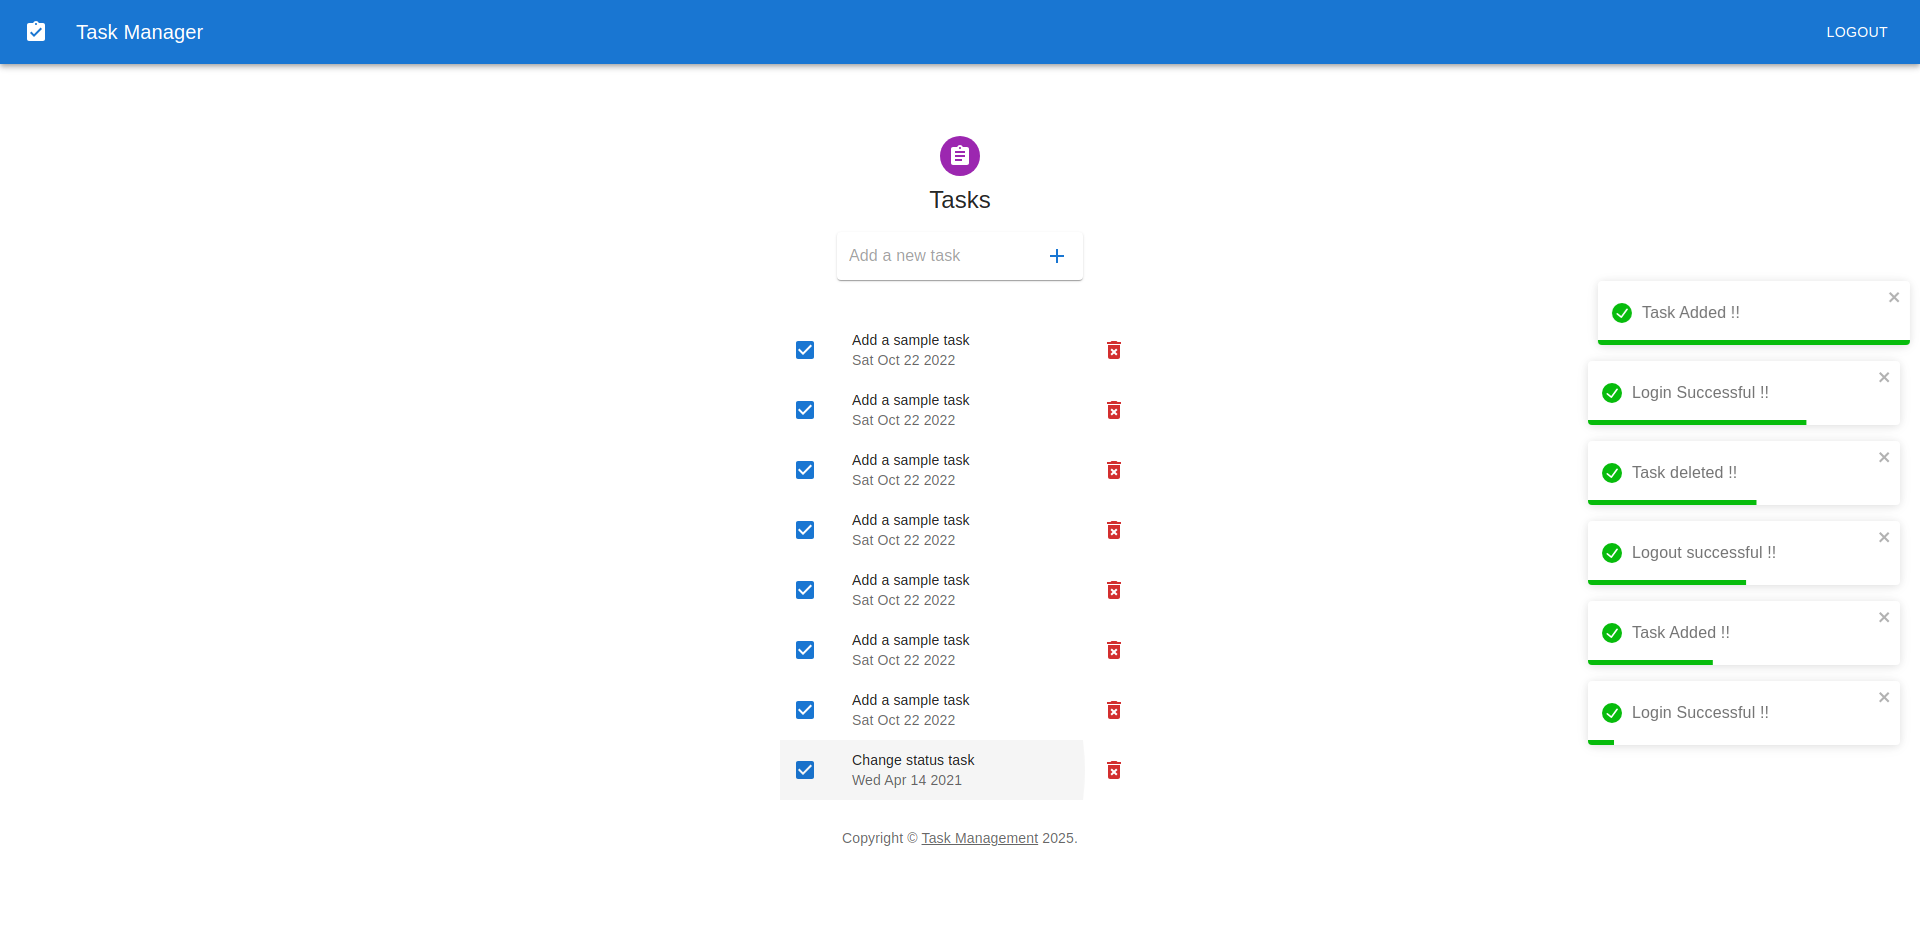 Task Manager
LOGOUT
Tasks
Add a new task
Add a sample task
Sat Oct 22 2022
Add a sample task
Sat Oct 22 2022
Add a sample task
Sat Oct 22 2022
Add a sample task
Sat Oct 22 2022
Add a sample task
Sat Oct 22 2022
Add a sample task
Sat Oct 22 2022
Add a sample task
Sat Oct 22 2022
Change status task
Wed Apr 14 2021
Copyright © Task Management 2025.
Task Added !!
Login Successful !!
Task deleted !!
Logout successful !!
Task Added !!
Login Successful !!